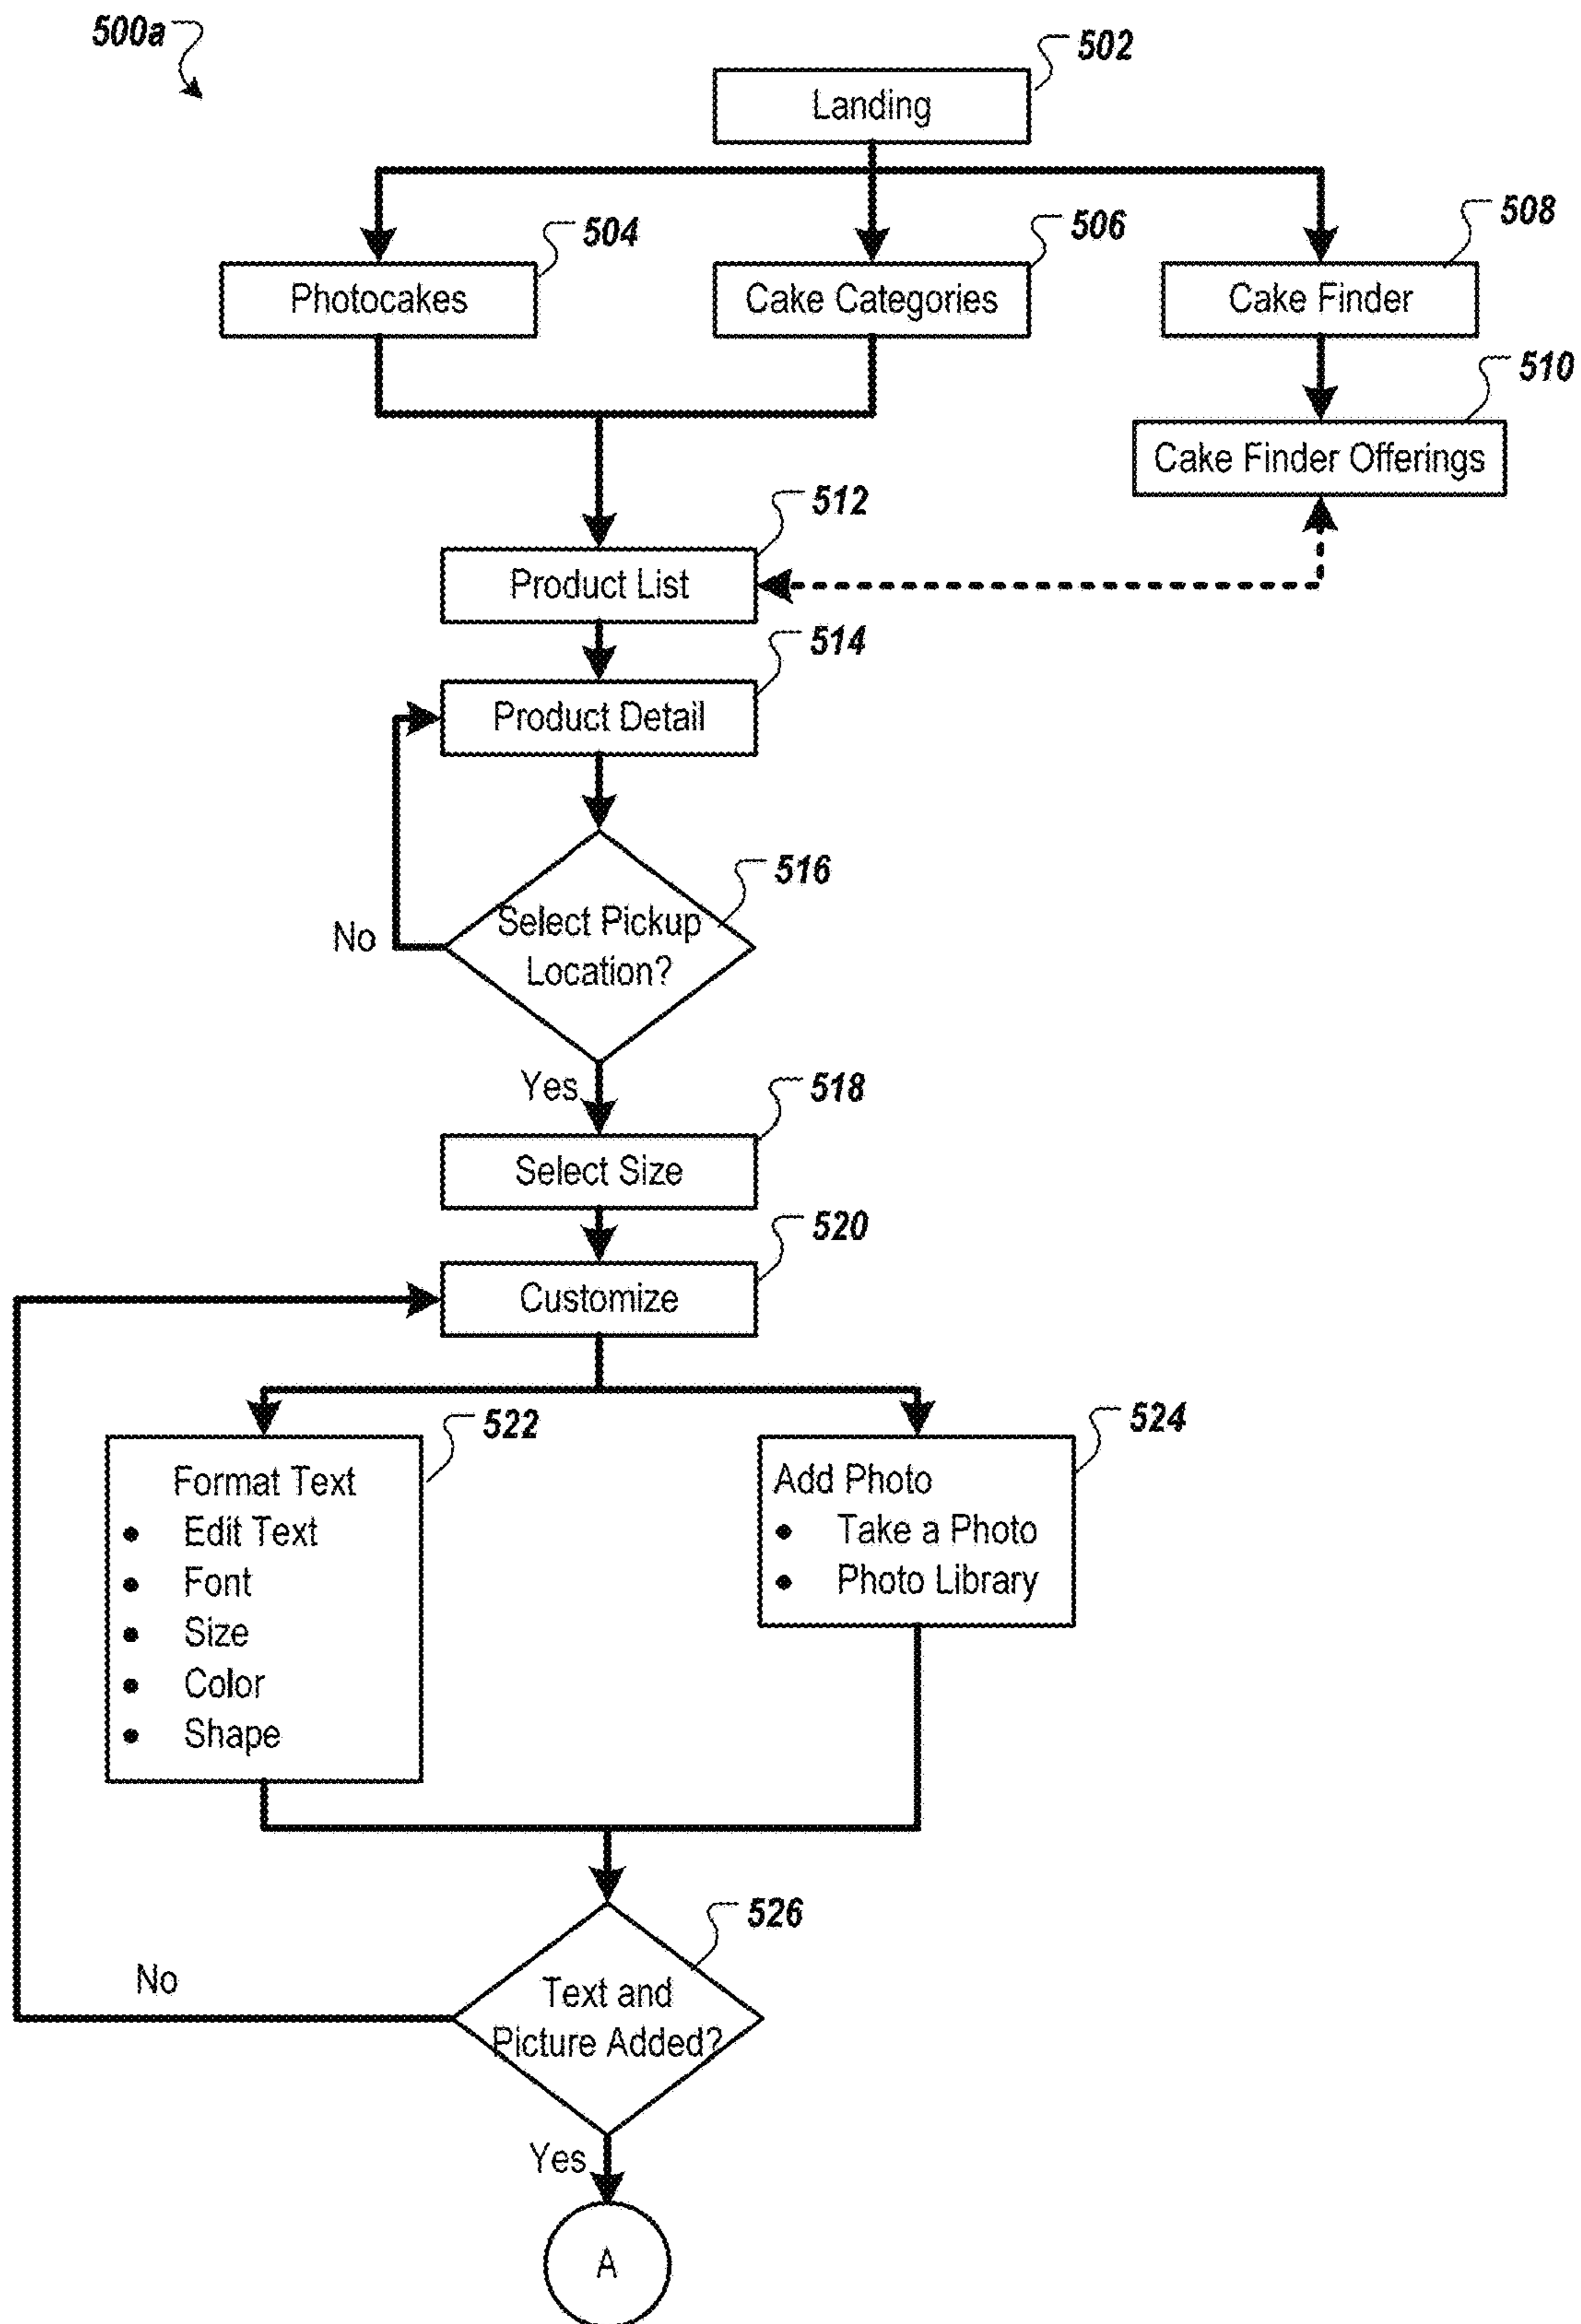 500a
502
Landing
504
506
508
Photocakes
Cake Categories
Cake Finder
510
Cake Finder Offerings
512
Product List
514
Product Detail
516
Select Pickup
Location?
No
Yes
518
Select Size
520
Customize
522
Format Text
• Edit Text
• Font
• Size
• Color
• Shape
524
Add Photo
• Take a Photo
• Photo Library
526
Text and
Picture Added?
No
Yes
A